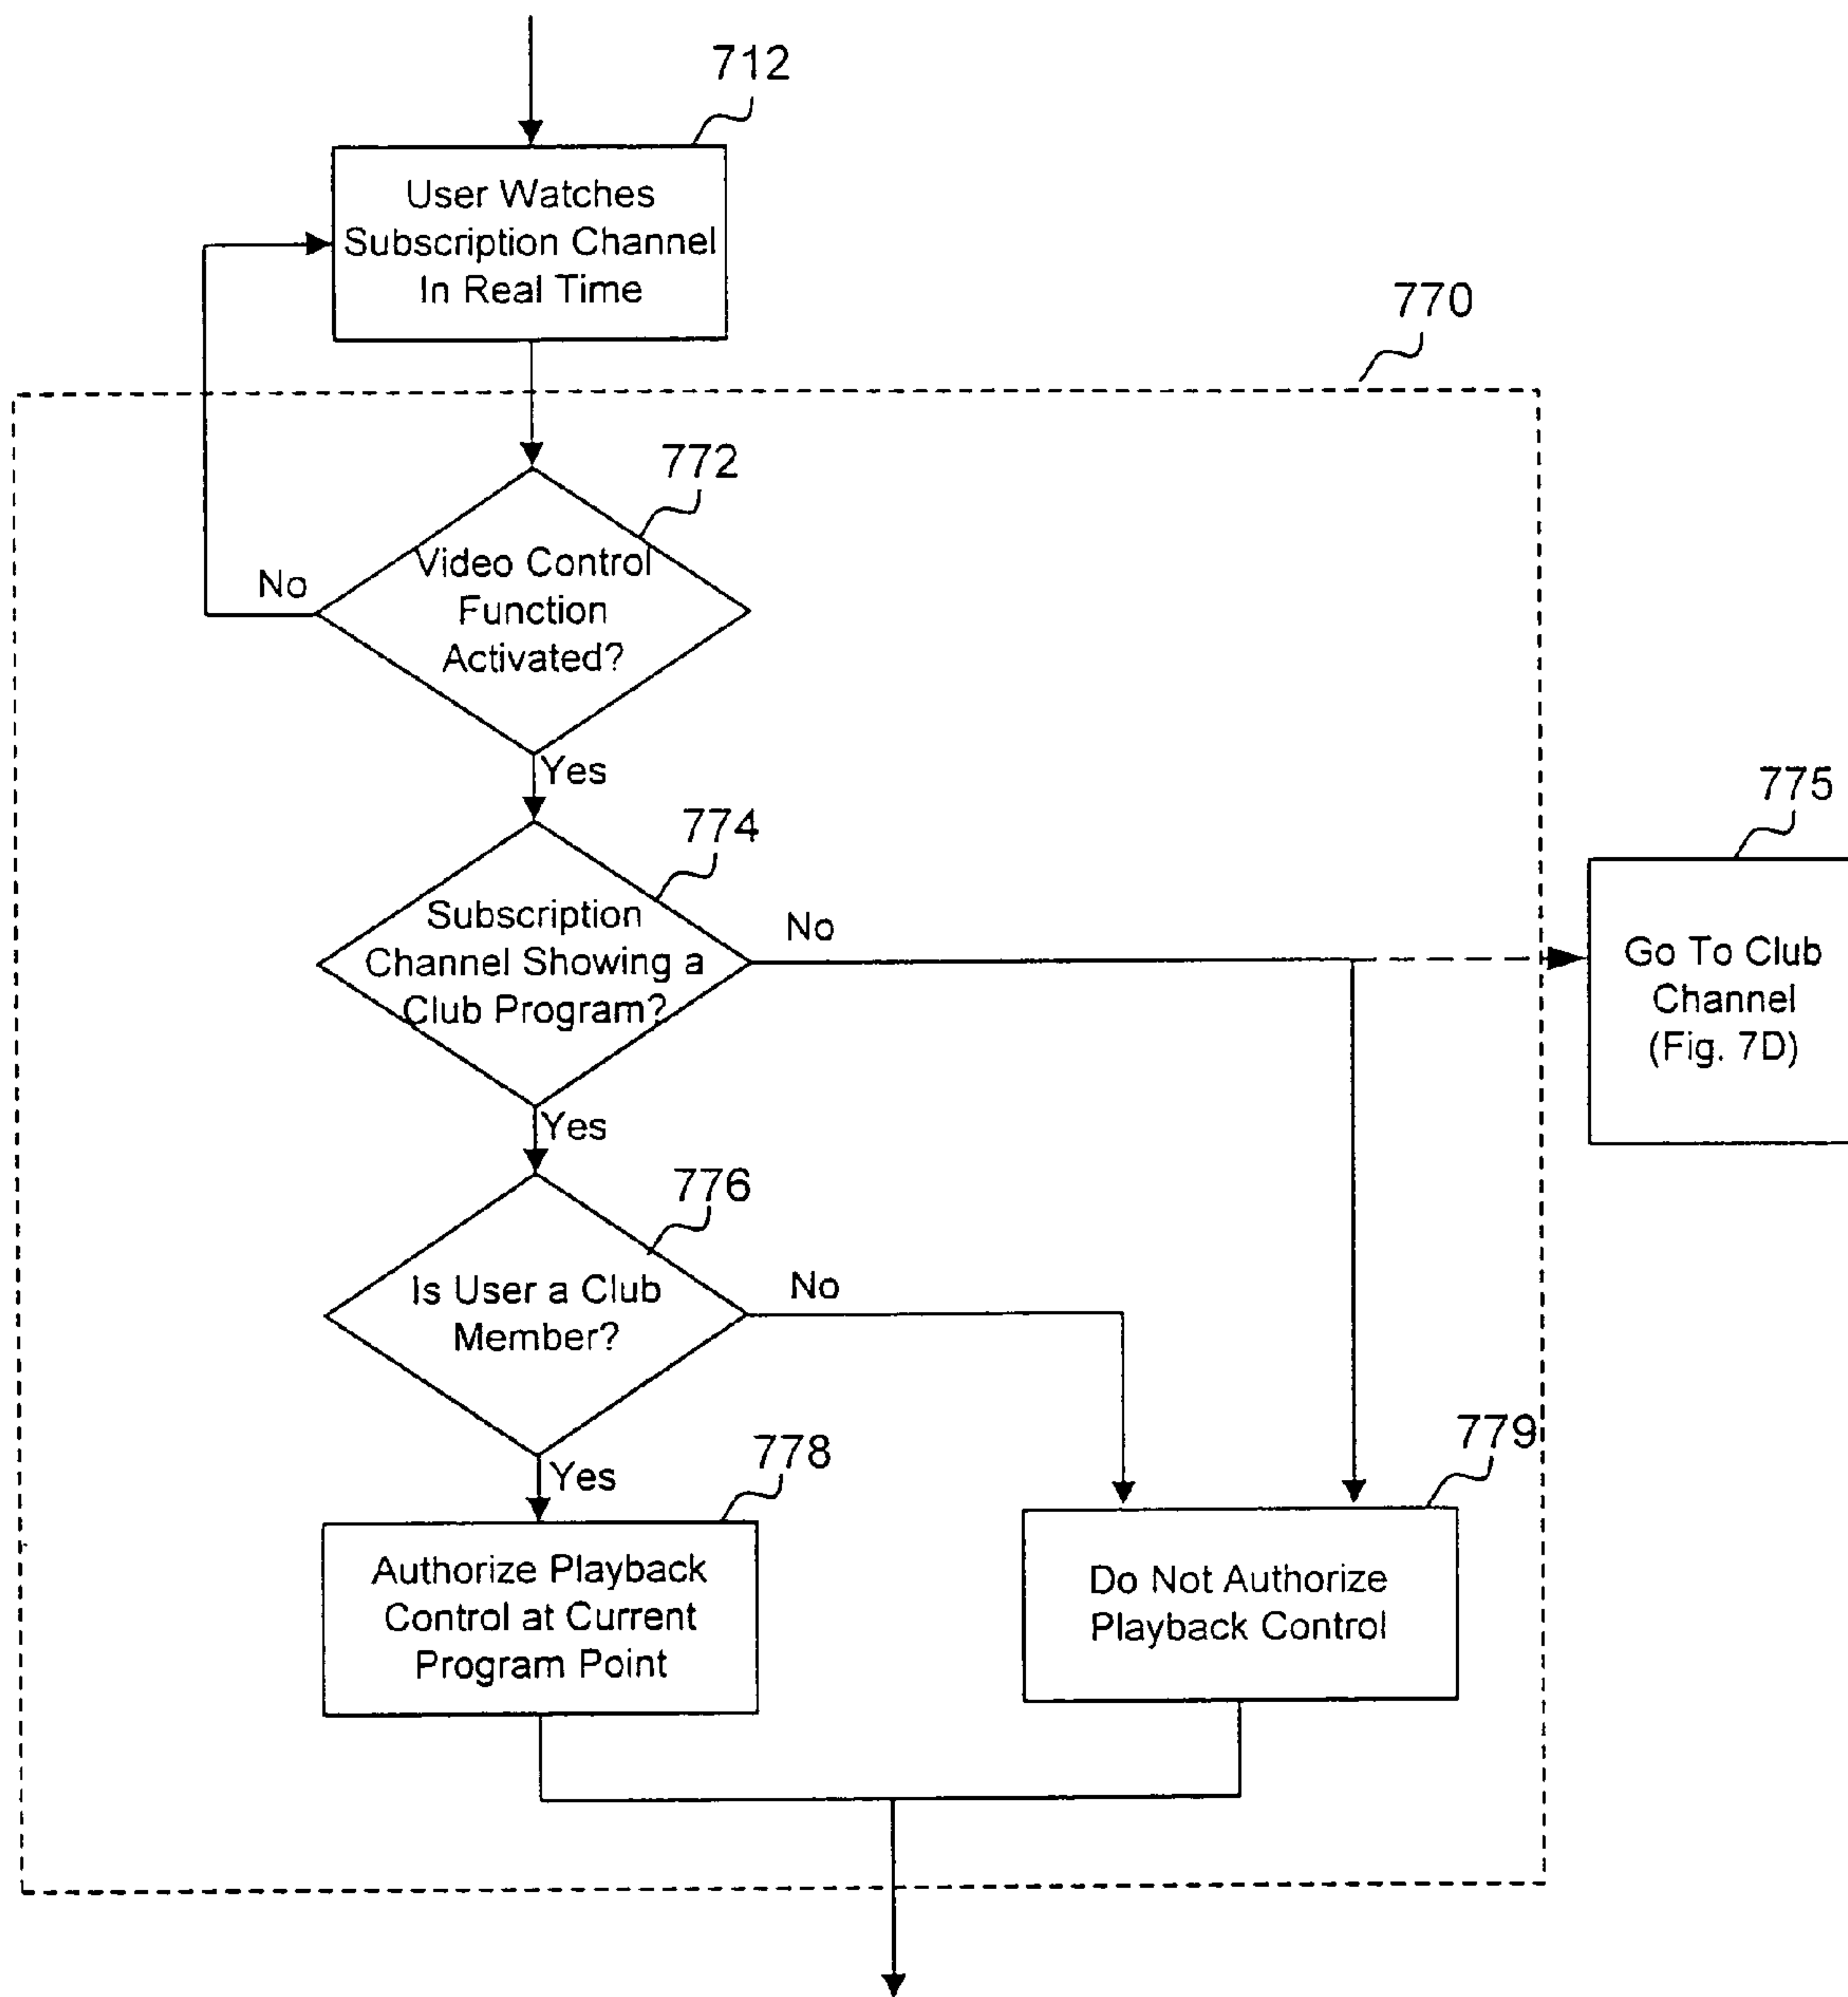 712
User Watches
Subscription Channel
In Real Time
770
772
Video Control
Function
Activated?
No
Yes
774
Subscription
Channel Showing a
Club Program?
No
775
Go To Club
Channel
(Fig. 7D)
Yes
776
Is User a Club
Member?
No
Yes
778
Authorize Playback
Control at Current
Program Point
779
Do Not Authorize
Playback Control